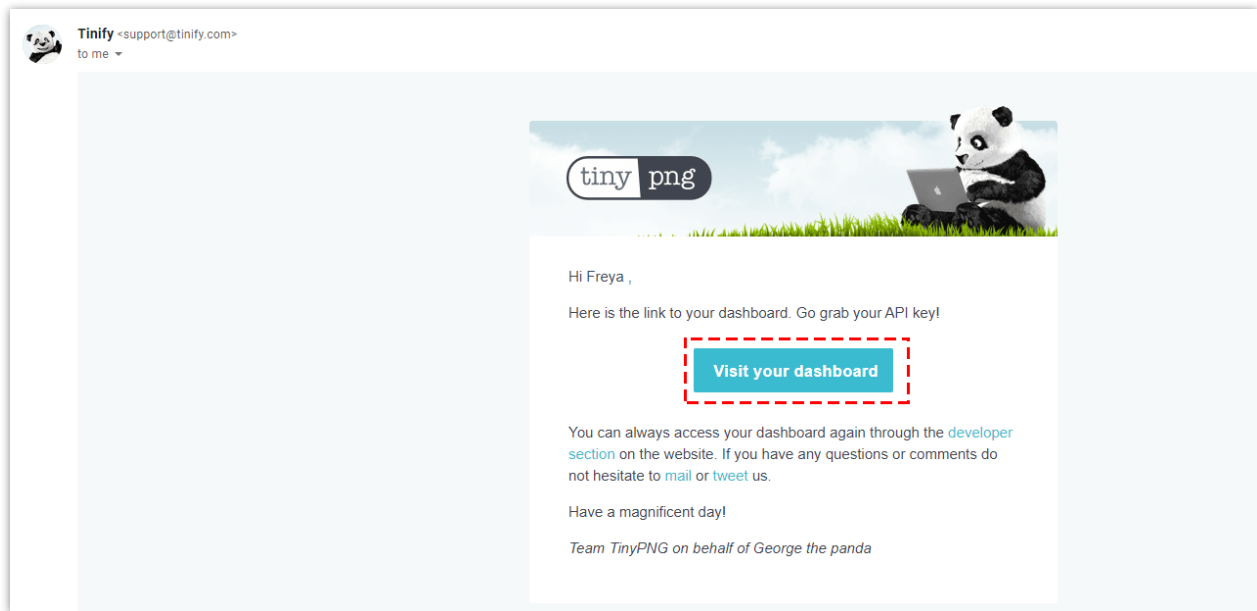 Tinify <support@tinify.com>
to me
tiny png
Hi Freya ,
Here is the link to your dashboard. Go grab your API key!
Visit your dashboard
You can always access your dashboard again through the developer
section on the website. If you have any questions or comments do
not hesitate to mail or tweet us.
Have a magnificent day!
Team TinyPNG on behalf of George the panda